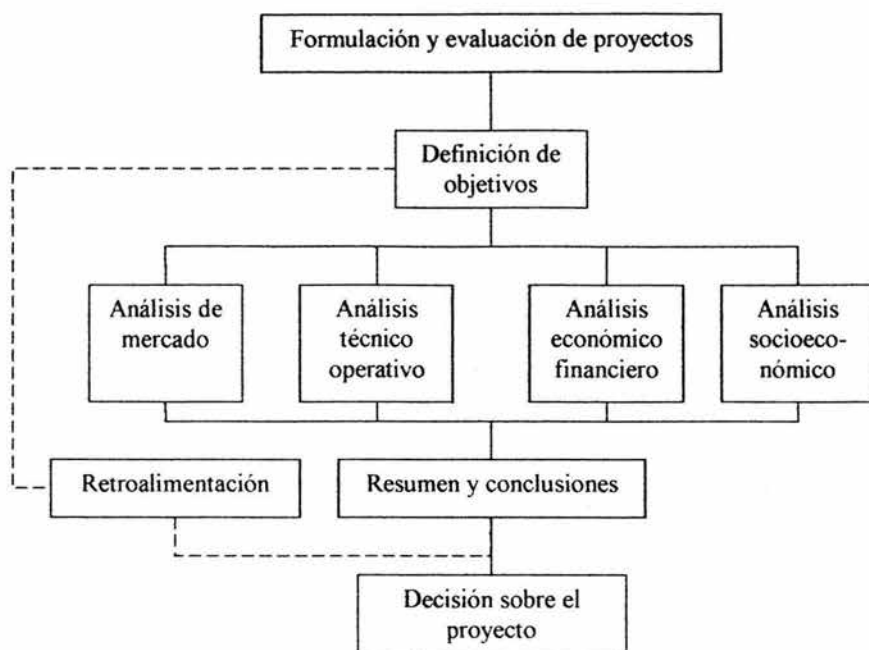 Formulación y evaluación de proyectos
Definición de
objetivos
Análisis de
mercado
Análisis
técnico
operativo
Análisis
económico
financiero
Análisis
socioeco-
nómico
Retroalimentación
Resumen y conclusiones
Decisión sobre el
proyecto